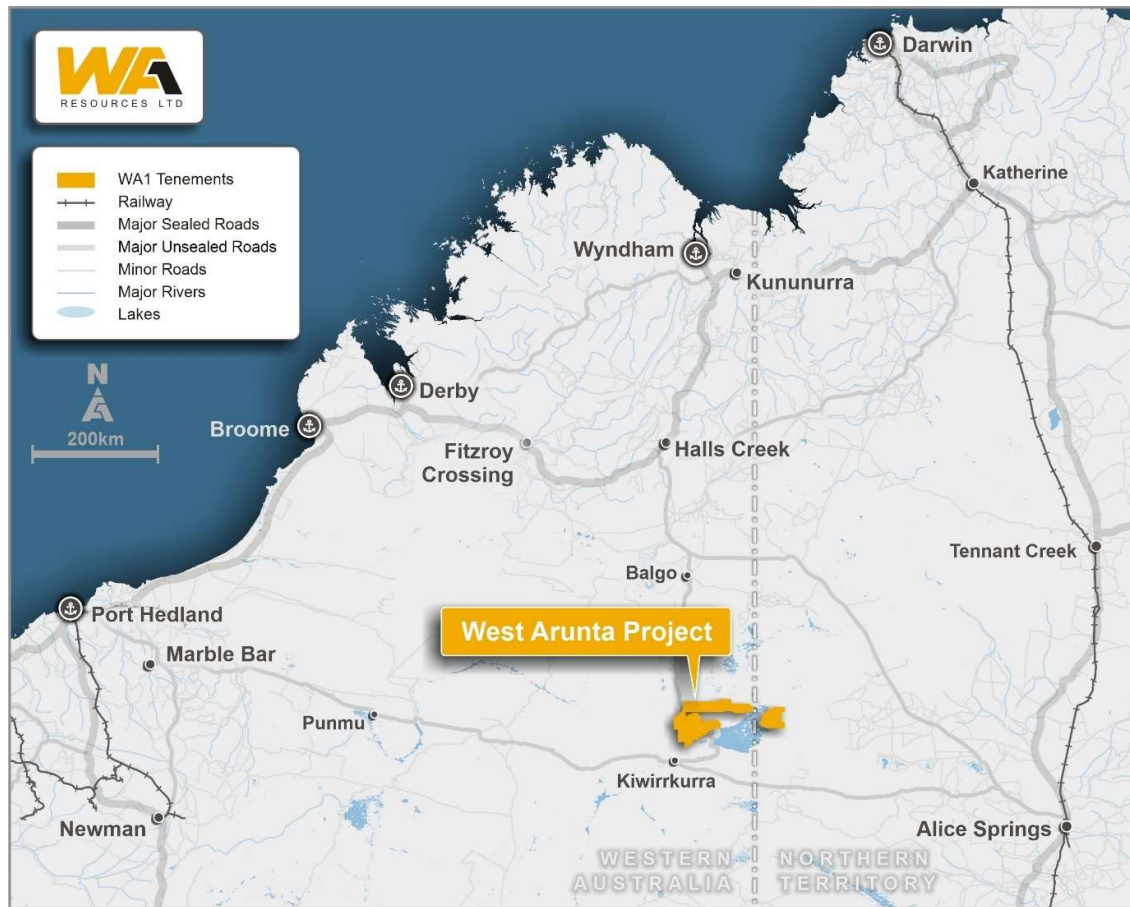 WA1
RESOURCES LTD
WA1 Tenements
Railway
Major Sealed Roads
Major Unsealed Roads
Minor Roads
Major Rivers
Lakes
N
200km
Darwin
Katherine
Wyndham
Kununurra
Derby
Broome
Fitzroy
Crossing
Halls Creek
Tennant Creek
Balgo
Port Hedland
West Arunta Project
Marble Bar
Punmu
Kiwirrkurra
Newman
Alice Springs
WESTERN
AUSTRALIA
NORTHERN
TERRITORY